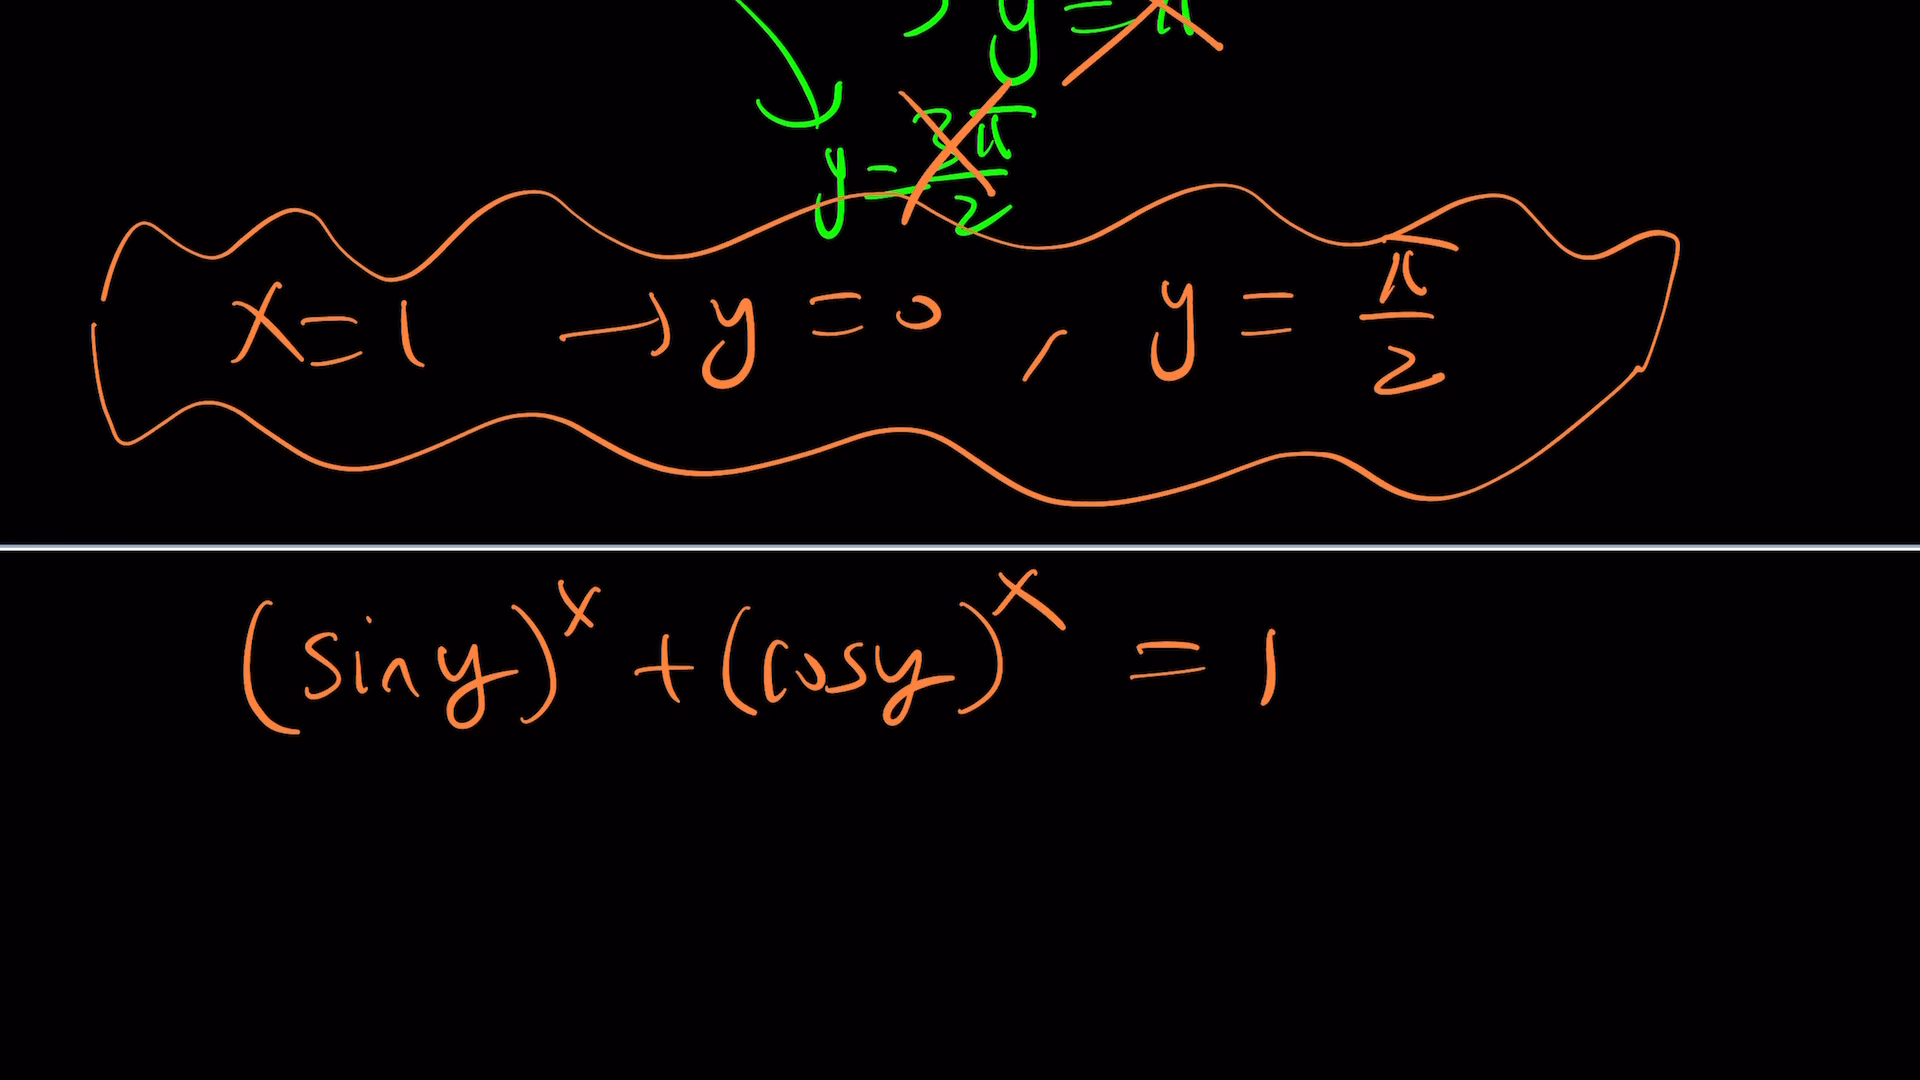 → y = π
y = 3π/2
x = 1 → y = 0 , y = π/2
(sin y)^x + (cos y)^x = 1